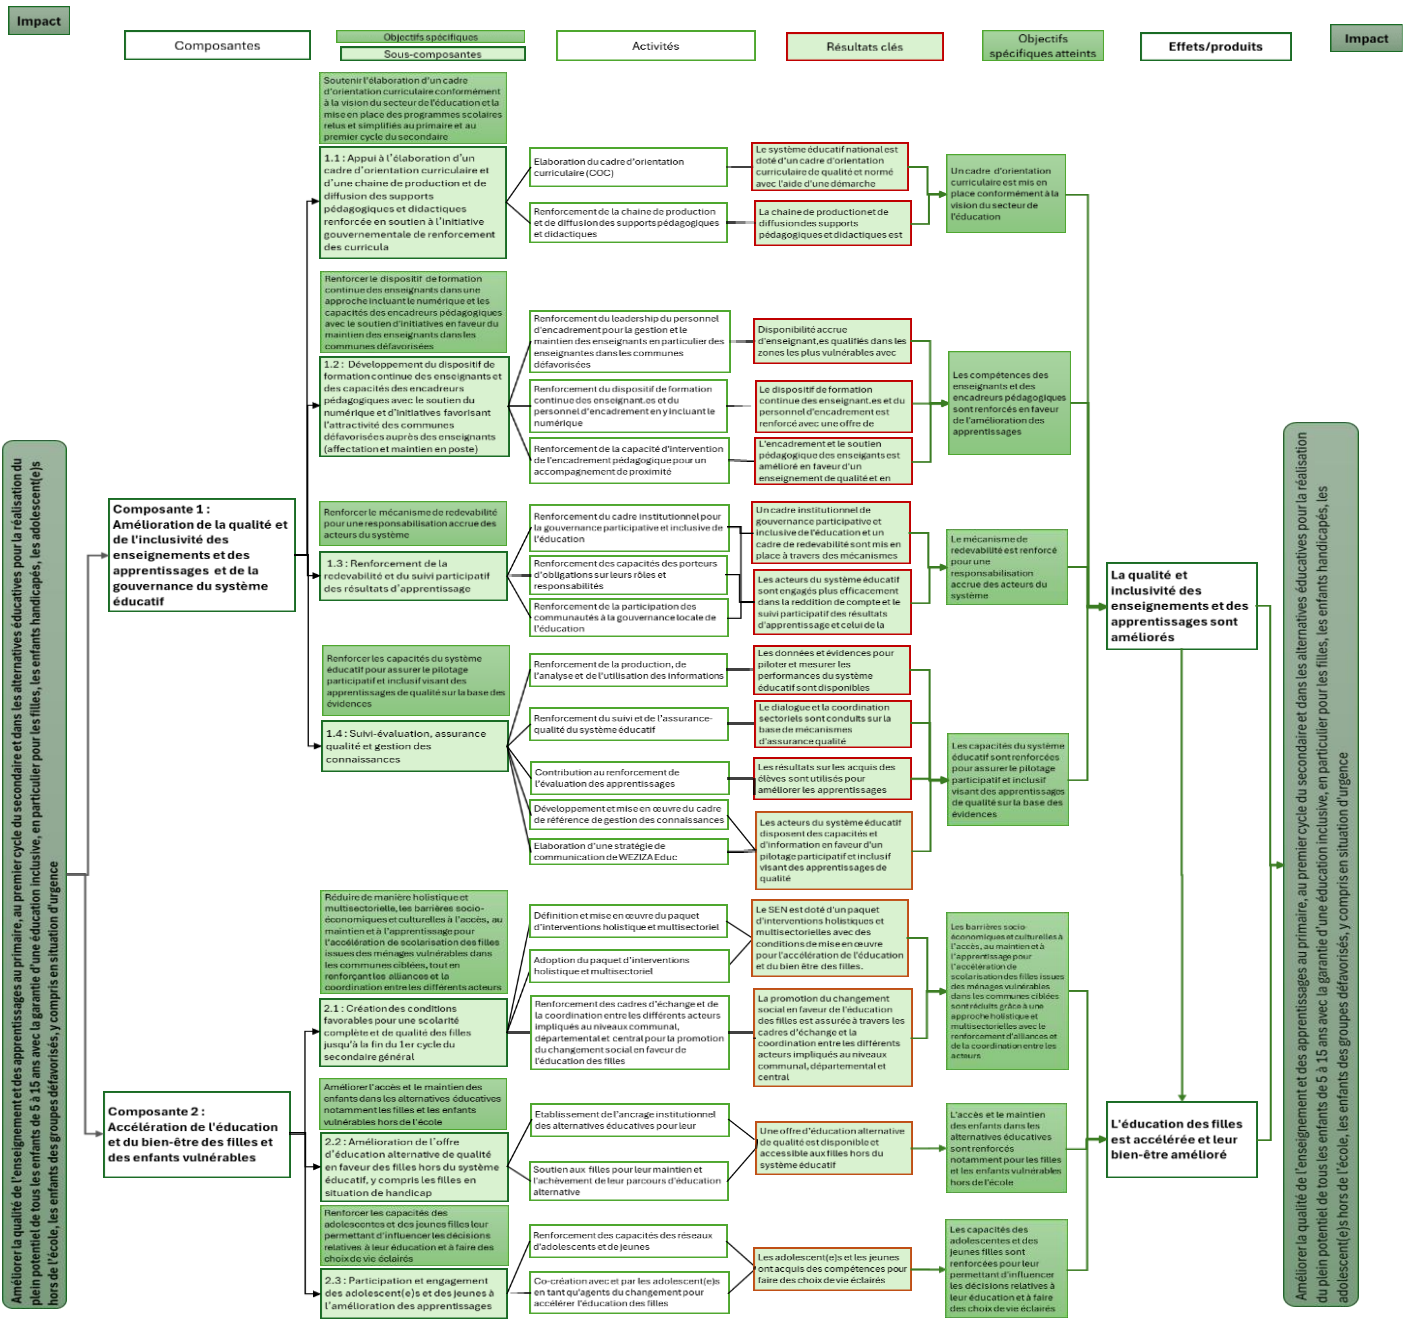 Impact
Composantes
Objectifs spécifiques
Sous-composantes
Activités
Résultats clés
Objectifs
spécifiques atteints
Effets/produits
Impact
Améliorer la qualité de l'enseignement et des apprentissages au primaire, au premier cycle du secondaire et dans les alternatives éducatives pour la réalisation du
plein potentiel de tous les enfants de 5 à 15 ans avec la garantie d'une éducation inclusive, en particulier pour les filles, les enfants handicapés, les adolescent(e)s
hors de l'école, les enfants des groupes défavorisés, y compris en situation d'urgence
Composante 1 :
Amélioration de la qualité et
de l'inclusivité des
enseignements et des
apprentissages et de la
gouvernance du système
éducatif
Soutenir l'élaboration d'un cadre
d'orientation curriculaire conformément
à la vision du secteur de l'éducation et la
mise en place des programmes scolaires
relus et simplifiés au primaire et au
premier cycle du secondaire
1.1 : Appui à l'élaboration d'un
cadre d'orientation curriculaire et
d'une chaine de production et de
diffusion des supports
pédagogiques et didactiques
renforcée en soutien à l'initiative
gouvernementale de renforcement
des curricula
Elaboration du cadre d'orientation
curriculaire (COC)
Renforcement de la chaine de production
et de diffusion des supports pédagogiques
et didactiques
Le système éducatif national est
doté d'un cadre d'orientation
curriculaire de qualité et normé
avec l'aide d'une démarche
La chaine de production et de
diffusion des supports
pédagogiques et didactiques est
Un cadre d'orientation
curriculaire est mis en
place conformément à la
vision du secteur de
l'éducation
Renforcer le dispositif de formation
continue des enseignants dans une
approche incluant le numérique et les
capacités des encadreurs pédagogiques
avec le soutien d'initiatives en faveur du
maintien des enseignants dans les
communes défavorisées
1.2 : Développement du dispositif de
formation continue des enseignants et
des capacités des encadreurs
pédagogiques avec le soutien du
numérique et d'initiatives favorisant
l'attractivité des communes
défavorisées auprès des enseignants
(affectation et maintien en poste)
Renforcement du leadership du personnel
d'encadrement pour la gestion et le
maintien des enseignants en particulier des
enseignantes dans les communes
défavorisées
Renforcement du dispositif de formation
continue des enseignant.es et du
personnel d'encadrement en y incluant le
numérique
Renforcement de la capacité d'intervention
de l'encadrement pédagogique pour un
accompagnement de proximité
Disponibilité accrue
d'enseignant,es qualifiés dans les
zones les plus vulnérables avec
Le dispositif de formation
continue des enseignant.es et du
personnel d'encadrement est
renforcé avec une offre de
L'encadrement et le soutien
pédagogique des enseigants est
amélioré en faveur d'un
enseignement de qualité et en
Les compétences des
enseignants et des
encadreurs pédagogiques
sont renforcés en faveur
de l'amélioration des
apprentissages
Renforcer le mécanisme de redevabilité
pour une responsabilisation accrue des
acteurs du système
1.3 : Renforcement de la
redevabilité et du suivi participatif
des résultats d'apprentissage
Renforcement du cadre institutionnel pour
la gouvernance participative et inclusive de
l'éducation
Renforcement des capacités des porteurs
d'obligations sur leurs rôles et
responsabilités
Renforcement de la participation des
communautés à la gouvernance locale de
l'éducation
Un cadre institutionnel de
gouvernance participative et
inclusive de l'éducation et un
cadre de redevabilité sont mis en
place à travers des mécanismes
Les acteurs du système éducatif
sont engagés plus efficacement
dans la reddition de compte et le
suivi participatif des résultats
d'apprentissage et celui de la
Le mécanisme de
redevabilité est renforcé
pour une
responsabilisation
accrue des acteurs du
système
La qualité et
inclusivité des
enseignements et des
apprentissages sont
améliorés
Renforcer les capacités du système
éducatif pour assurer le pilotage
participatif et inclusif visant des
apprentissages de qualité sur la base des
évidences
1.4 : Suivi-évaluation, assurance
qualité et gestion des
connaissances
Renforcement de la production, de
l'analyse et de l'utilisation des informations
Renforcement du suivi et de l'assurance-
qualité du système éducatif
Contribution au renforcement de
l'évaluation des apprentissages
Développement et mise en œuvre du cadre
de référence de gestion des connaissances
Elaboration d'une stratégie de
communication de WEZIZA Educ
Les données et évidences pour
piloter et mesurer les
performances du système
éducatif sont disponibles
Le dialogue et la coordination
sectoriels sont conduits sur la
base de mécanismes
d'assurance qualité
Les résultats sur les acquis des
élèves sont utilisés pour
améliorer les apprentissages
Les acteurs du système éducatif
disposent des capacités et
d'information en faveur d'un
pilotage participatif et inclusif
visant des apprentissages de
qualité
Les capacités du système
éducatif sont renforcées
pour assurer le pilotage
participatif et inclusif
visant des apprentissages
de qualité sur la base des
évidences
Composante 2 :
Accélération de l'éducation
et du bien-être des filles et
des enfants vulnérables
Réduire de manière holistique et
multisectorielle, les barrières socio-
économiques et culturelles à l'accès, au
maintien et à l'apprentissage pour
l'accélération de scolarisation des filles
issues des ménages vulnérables dans
les communes ciblées, tout en
renforçant les alliances et la
coordination entre les différents acteurs
2.1 : Création des conditions
favorables pour une scolarité
complète et de qualité des filles
jusqu'à la fin du 1er cycle du
secondaire général
Définition et mise en œuvre du paquet
d'interventions holistique et multisectoriel
Adoption du paquet d'interventions
holistique et multisectoriel
Renforcement des cadres d'échange et de
la coordination entre les différents acteurs
impliqués au niveaux communal,
départemental et central pour la promotion
du changement social en faveur de
l'éducation des filles
Le SEN est doté d'un paquet
d'interventions holistiques et
multisectorielles avec des
conditions de mise en œuvre
pour l'accélération de l'éducation
et du bien être des filles.
La promotion du changement
social en faveur de l'éducation
des filles est assurée à travers les
cadres d'échange et la
coordination entre les différents
acteurs impliqués au niveaux
communal, départemental et
central
Les barrières socio-
économiques et culturelles à
l'accès, au maintien et à
l'apprentissage pour
l'accélération de
scolarisation des filles issues
des ménages vulnérables
dans les communes ciblées
sont réduits grâce à une
approche holistique et
multisectorielles avec le
renforcement d'alliances et
de la coordination entre les
acteurs
Améliorer l'accès et le maintien des
enfants dans les alternatives éducatives
notamment les filles et les enfants
vulnérables hors de l'école
2.2 : Amélioration de l'offre
d'éducation alternative de qualité
en faveur des filles hors du système
éducatif, y compris les filles en
situation de handicap
Etablissement de l'ancrage institutionnel
des alternatives éducatives pour leur
Soutien aux filles pour leur maintien et
l'achèvement de leur parcours d'éducation
alternative
Une offre d'éducation alternative
de qualité est disponible et
accessible aux filles hors du
système éducatif
L'accès et le maintien
des enfants dans les
alternatives éducatives
sont renforcés
notamment pour les filles
et les enfants vulnérables
hors de l'école
L'éducation des filles
est accélérée et leur
bien-être amélioré
Renforcer les capacités des
adolescentes et des jeunes filles leur
permettant d'influencer les décisions
relatives à leur éducation et à faire des
choix de vie éclairés
2.3 : Participation et engagement
des adolescent(e)s et des jeunes à
l'amélioration des apprentissages
Renforcement des capacités des réseaux
d'adolescents et de jeunes
Co-création avec et par les adolescent(e)s
en tant qu'agents du changement pour
accélérer l'éducation des filles
Les adolescent(e)s et les jeunes
ont acquis des compétences pour
faire des choix de vie éclairés
Les capacités des
adolescentes et des
jeunes filles sont
renforcées pour leur
permettant d'influencer
les décisions relatives à
leur éducation et à faire
des choix de vie éclairés
Améliorer la qualité de l'enseignement et des apprentissages au primaire, au premier cycle du secondaire et dans les alternatives éducatives pour la réalisation
du plein potentiel de tous les enfants de 5 à 15 ans avec la garantie d'une éducation inclusive, en particulier pour les filles, les enfants handicapés, les
adolescent(e)s hors de l'école, les enfants des groupes défavorisés, y compris en situation d'urgence